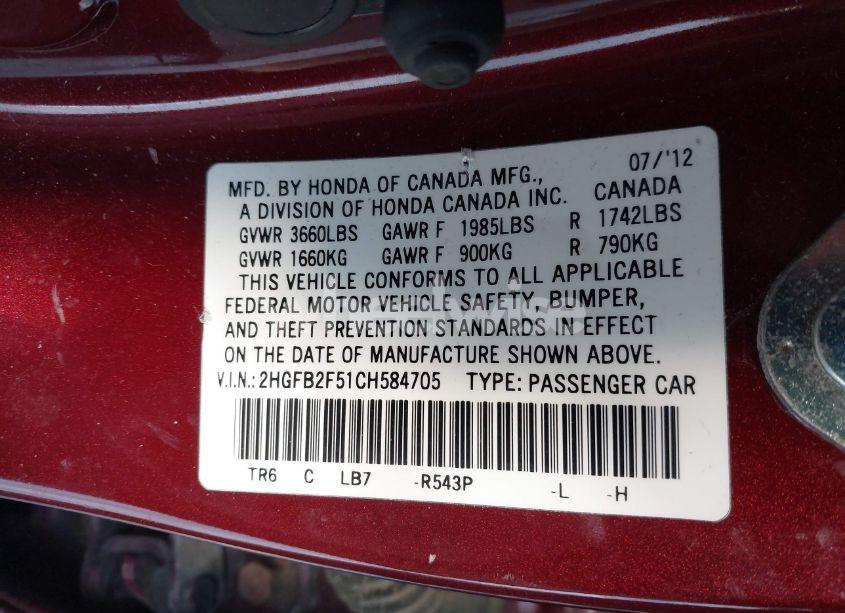 07/'12
MFD. BY HONDA OF CANADA MFG., CANADA
A DIVISION OF HONDA CANADA INC.
GVWR 3660LBS GAWR F 1985LBS R 1742LBS
GVWR 1660KG GAWR F 900KG R 790KG
THIS VEHICLE CONFORMS TO ALL APPLICABLE
FEDERAL MOTOR VEHICLE SAFETY, BUMPER,
AND THEFT PREVENTION STANDARDS IN EFFECT
ON THE DATE OF MANUFACTURE SHOWN ABOVE.
V.I.N.: 2HGFB2F51CH584705 TYPE: PASSENGER CAR
TR6 C LB7 -R543P -L -H